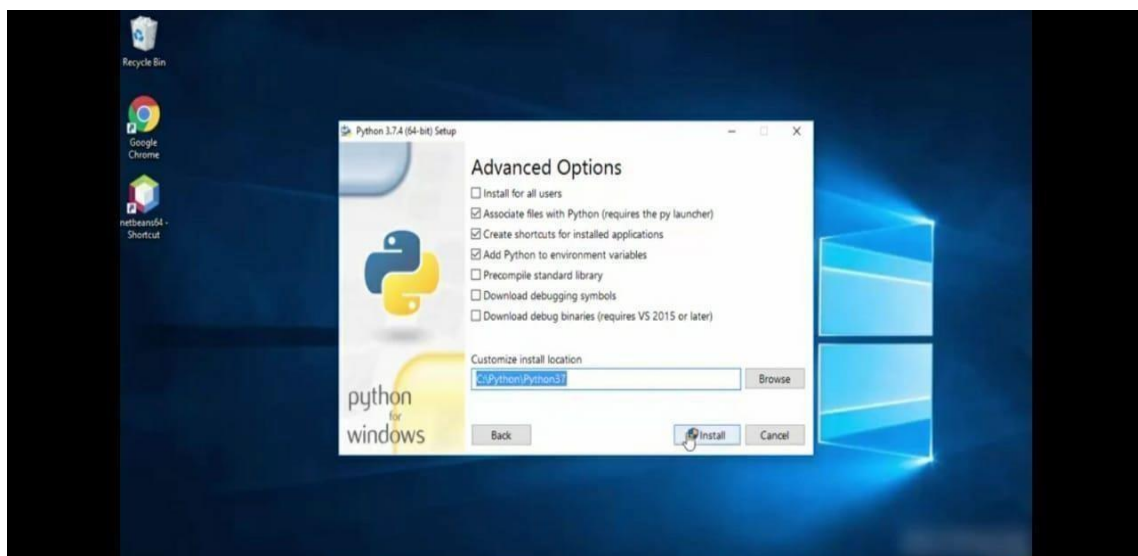 Recycle Bin
Google
Chrome
netbeans64 -
Shortcut
Python 3.7.4 (64-bit) Setup
Advanced Options
Install for all users
Associate files with Python (requires the py launcher)
Create shortcuts for installed applications
Add Python to environment variables
Precompile standard library
Download debugging symbols
Download debug binaries (requires VS 2015 or later)
Customize install location
C:\Python\Python37
Browse
python
for
windows
Back
Install
Cancel